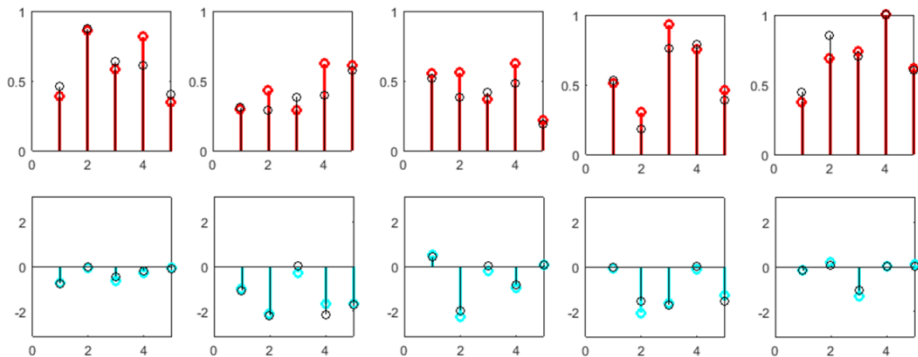 1 1 1 1 1
0.5 0.5 0.5 0.5 0.5
0 0 0 0 0
0 2 4 0 2 4 0 2 4 0 2 4 0 2 4
2 2 2 2 2
0 0 0 0 0
-2 -2 -2 -2 -2
0 2 4 0 2 4 0 2 4 0 2 4 0 2 4